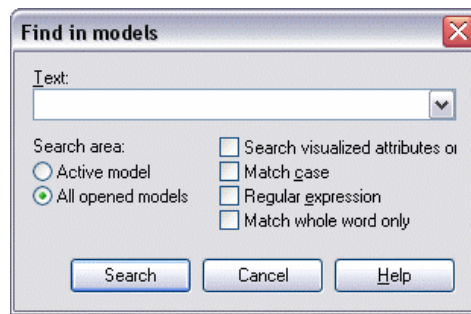 Find in models
Text:
Search area:
Active model
All opened models
Search visualized attributes or
Match case
Regular expression
Match whole word only
Search
Cancel
Help